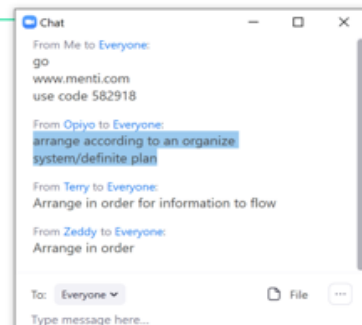 Chat
From Me to Everyone:
go
www.menti.com
use code 582918
From Opiyo to Everyone:
arrange according to an organize
system/definite plan
From Terry to Everyone:
Arrange in order for information to flow
From Zeddy to Everyone:
Arrange in order
To: Everyone File
Type message here...